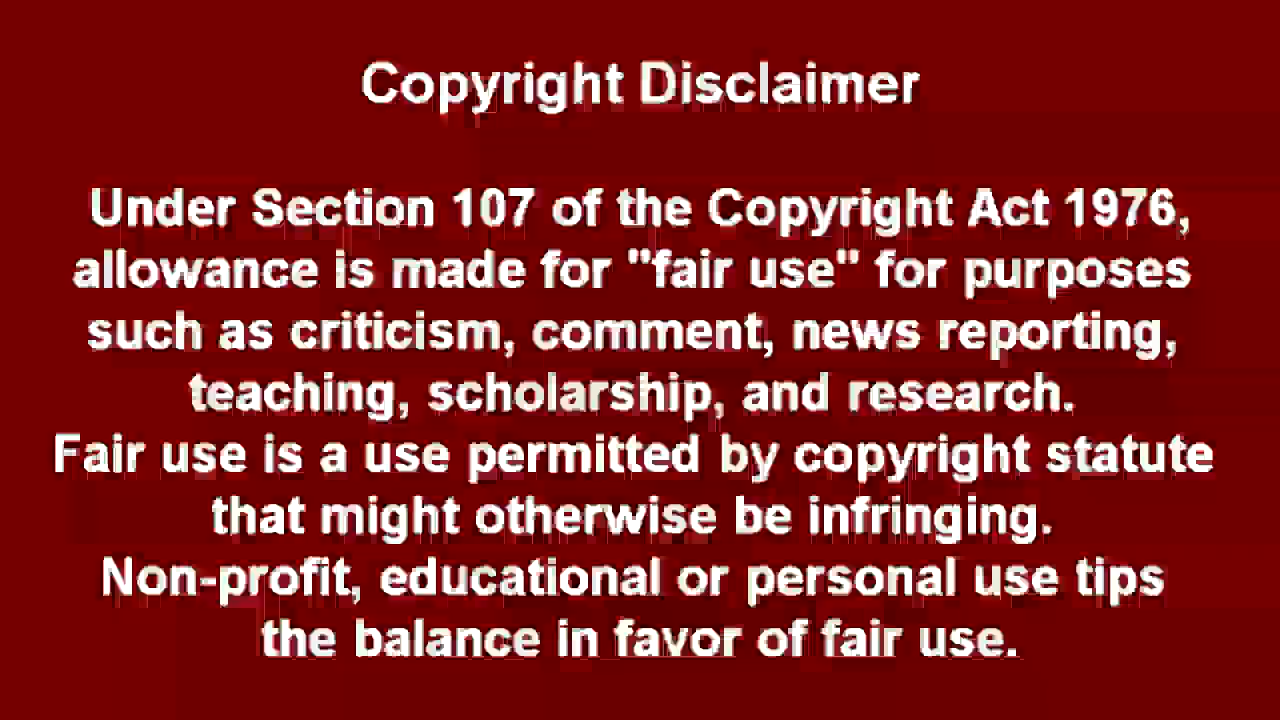 Copyright Disclaimer
Under Section 107 of the Copyright Act 1976,
allowance is made for "fair use" for purposes
such as criticism, comment, news reporting,
teaching, scholarship, and research.
Fair use is a use permitted by copyright statute
that might otherwise be infringing.
Non-profit, educational or personal use tips
the balance in favor of fair use.